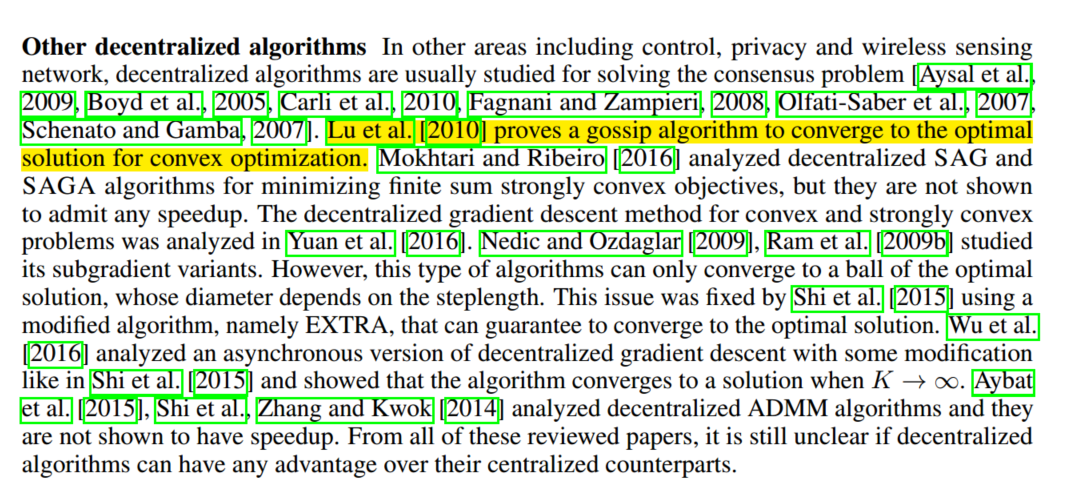 Other decentralized algorithms In other areas including control, privacy and wireless sensing
network, decentralized algorithms are usually studied for solving the consensus problem [Aysal et al.,
2009, Boyd et al., 2005, Carli et al., 2010, Fagnani and Zampieri, 2008, Olfati-Saber et al., 2007,
Schenato and Gamba, 2007]. Lu et al. [2010] proves a gossip algorithm to converge to the optimal
solution for convex optimization. Mokhtari and Ribeiro [2016] analyzed decentralized SAG and
SAGA algorithms for minimizing finite sum strongly convex objectives, but they are not shown
to admit any speedup. The decentralized gradient descent method for convex and strongly convex
problems was analyzed in Yuan et al. [2016]. Nedic and Ozdaglar [2009], Ram et al. [2009b] studied
its subgradient variants. However, this type of algorithms can only converge to a ball of the optimal
solution, whose diameter depends on the steplength. This issue was fixed by Shi et al. [2015] using a
modified algorithm, namely EXTRA, that can guarantee to converge to the optimal solution. Wu et al.
[2016] analyzed an asynchronous version of decentralized gradient descent with some modification
like in Shi et al. [2015] and showed that the algorithm converges to a solution when K → ∞. Aybat
et al. [2015], Shi et al., Zhang and Kwok [2014] analyzed decentralized ADMM algorithms and they
are not shown to have speedup. From all of these reviewed papers, it is still unclear if decentralized
algorithms can have any advantage over their centralized counterparts.